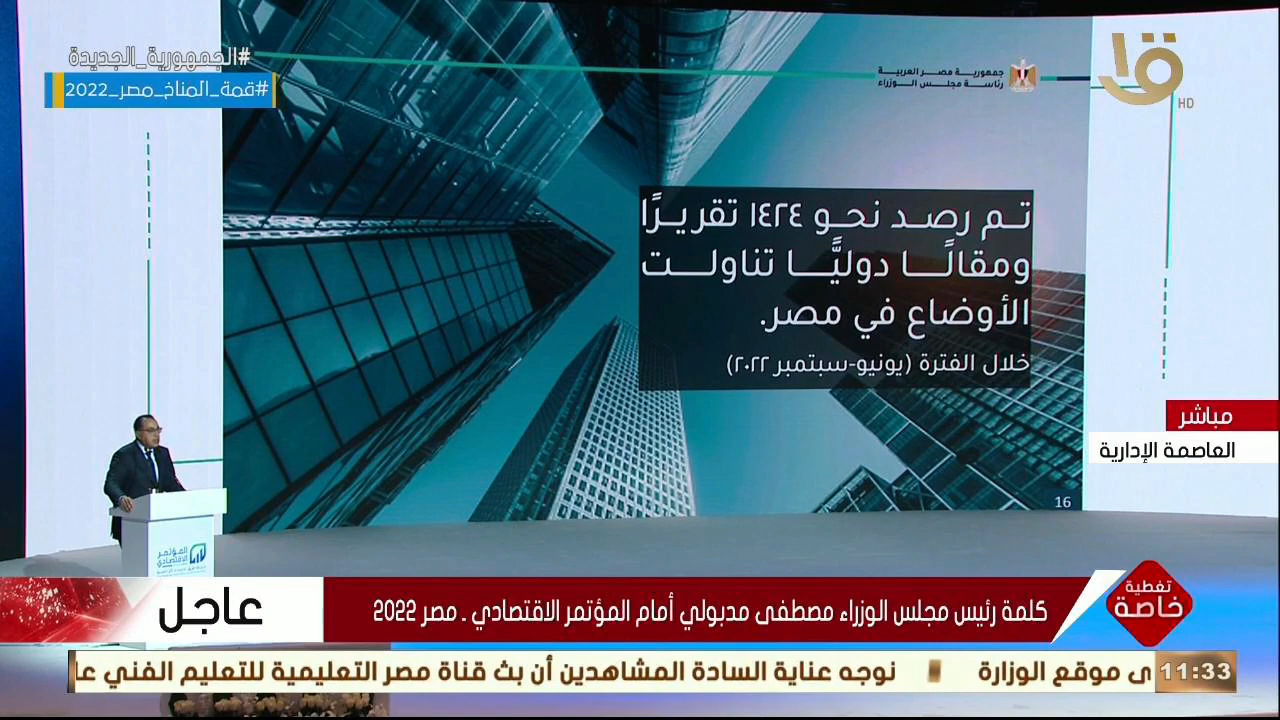 #الجمهورية_الجديدة
#قمة_المناخ_مصر_2022
جمهورية مصر العربية
رئاسة مجلس الوزراء
HD
تم رصد نحو ١٤٢٤ تقريرًا
ومقالًا دوليًّا تناولت
الأوضاع في مصر.
خلال الفترة (يونيو-سبتمبر ٢٠٢٢)
16
مباشر
العاصمة الإدارية
المؤتمر
الاقتصادي
تغطية
خاصة
كلمة رئيس مجلس الوزراء مصطفى مدبولي أمام المؤتمر الاقتصادي ـ مصر 2022
عاجل
11:33
ى موقع الوزارة
نوجه عناية السادة المشاهدين أن بث قناة مصر التعليمية للتعليم الفني عا